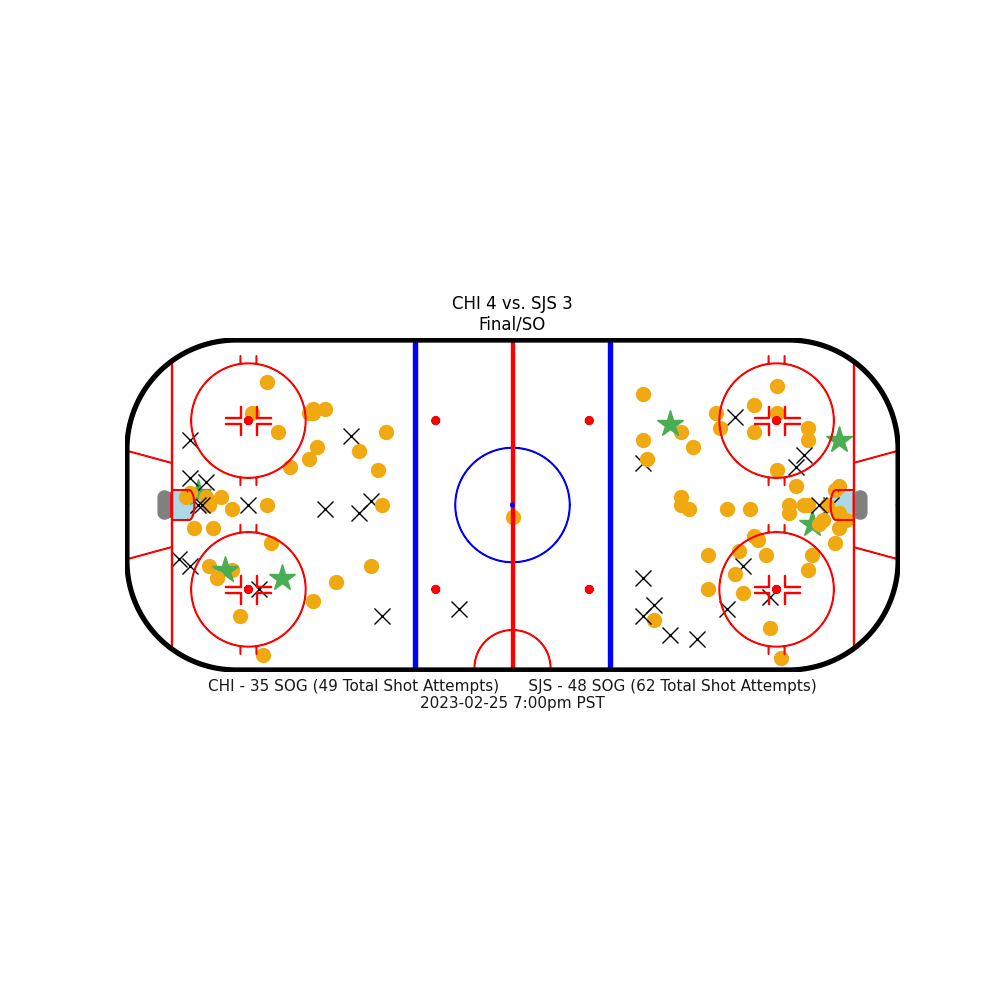 CHI 4 vs. SJS 3
Final/SO
CHI - 35 SOG (49 Total Shot Attempts) SJS - 48 SOG (62 Total Shot Attempts)
2023-02-25 7:00pm PST